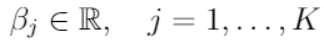 β_j ∈ ℝ, j = 1, . . . , K